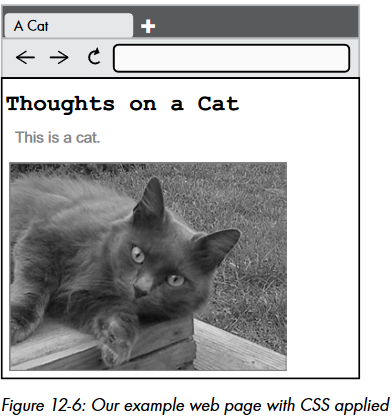 A Cat
Thoughts on a Cat
This is a cat.
Figure 12-6: Our example web page with CSS applied